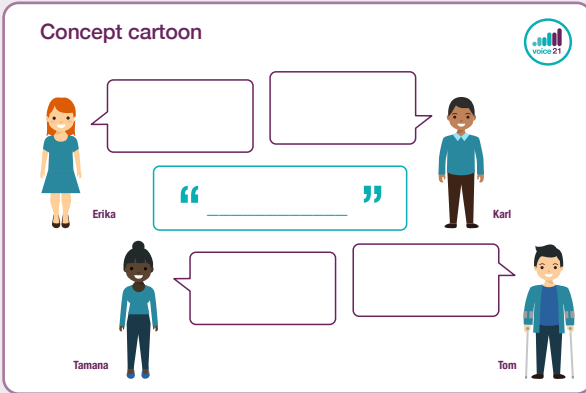 Concept cartoon
voice 21
“ ”
Erika
Karl
Tamana
Tom